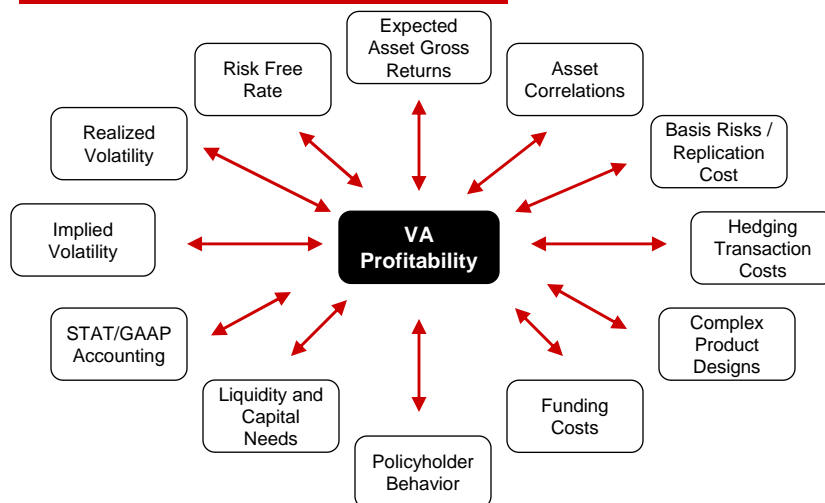 Expected
Asset Gross
Returns
Risk Free
Rate
Asset
Correlations
Realized
Volatility
Basis Risks /
Replication
Cost
Implied
Volatility
VA
Profitability
Hedging
Transaction
Costs
STAT/GAAP
Accounting
Complex
Product
Designs
Liquidity and
Capital
Needs
Funding
Costs
Policyholder
Behavior